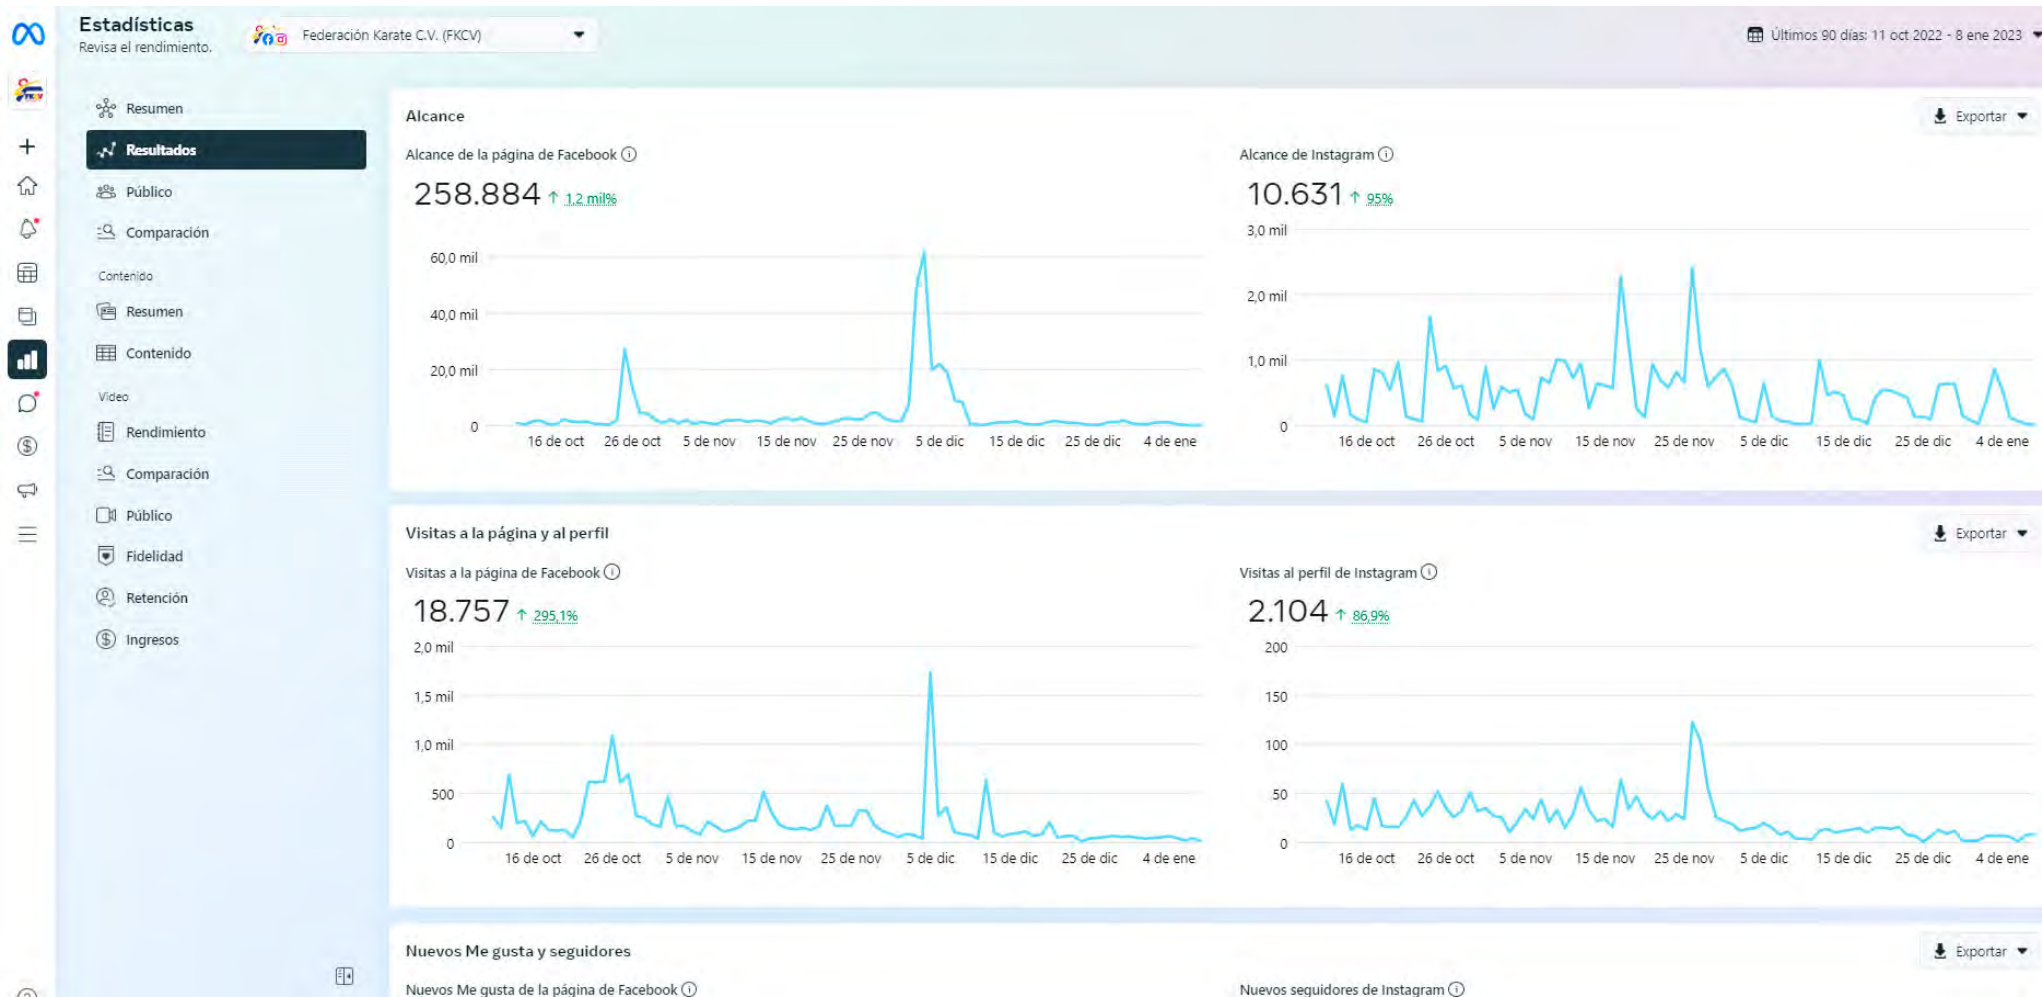 Estadísticas
Revisa el rendimiento.
Federación Karate C.V. (FKCV)
Últimos 90 días: 11 oct 2022 - 8 ene 2023
FKCV
Resumen
Resultados
Público
Comparación
Contenido
Resumen
Contenido
Vídeo
Rendimiento
Comparación
Público
Fidelidad
Retención
Ingresos
Alcance
Exportar
Alcance de la página de Facebook
258.884 ↑ 1,2 mil%
60,0 mil
40,0 mil
20,0 mil
0
16 de oct 26 de oct 5 de nov 15 de nov 25 de nov 5 de dic 15 de dic 25 de dic 4 de ene
Alcance de Instagram
10.631 ↑ 95%
3,0 mil
2,0 mil
1,0 mil
0
16 de oct 26 de oct 5 de nov 15 de nov 25 de nov 5 de dic 15 de dic 25 de dic 4 de ene
Visitas a la página y al perfil
Exportar
Visitas a la página de Facebook
18.757 ↑ 295,1%
2,0 mil
1,5 mil
1,0 mil
500
0
16 de oct 26 de oct 5 de nov 15 de nov 25 de nov 5 de dic 15 de dic 25 de dic 4 de ene
Visitas al perfil de Instagram
2.104 ↑ 86,9%
200
150
100
50
0
16 de oct 26 de oct 5 de nov 15 de nov 25 de nov 5 de dic 15 de dic 25 de dic 4 de ene
Nuevos Me gusta y seguidores
Exportar
Nuevos Me gusta de la página de Facebook
Nuevos seguidores de Instagram